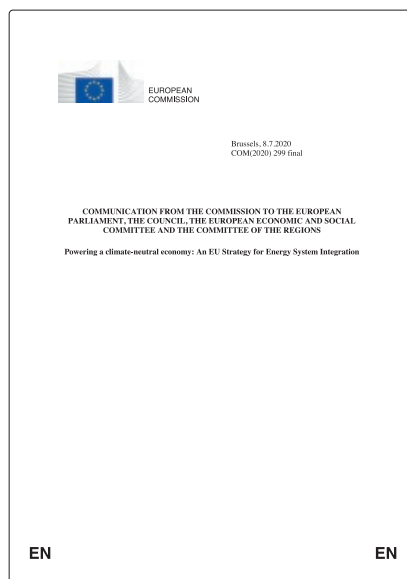 EUROPEAN
COMMISSION
Brussels, 8.7.2020
COM(2020) 299 final
COMMUNICATION FROM THE COMMISSION TO THE EUROPEAN
PARLIAMENT, THE COUNCIL, THE EUROPEAN ECONOMIC AND SOCIAL
COMMITTEE AND THE COMMITTEE OF THE REGIONS
Powering a climate-neutral economy: An EU Strategy for Energy System Integration
EN EN